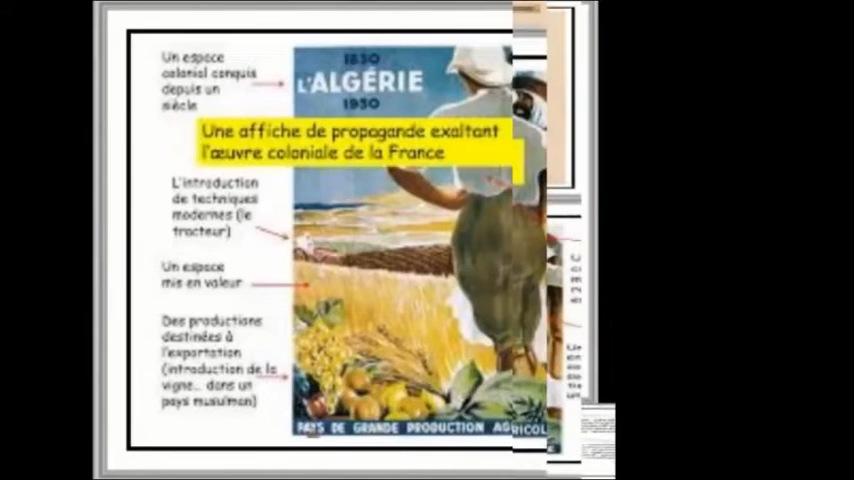 Un espace
colonial conquis
depuis un
siècle
1830
L'ALGÉRIE
1930
Une affiche de propagande exaltant
l'œuvre coloniale de la France
L'introduction
de techniques
modernes (le
tracteur)
Un espace
mis en valeur
Des productions
destinées à
l'exportation
(introduction de la
vigne... dans un
pays musulman)
PAYS DE GRANDE PRODUCTION AGRICOL